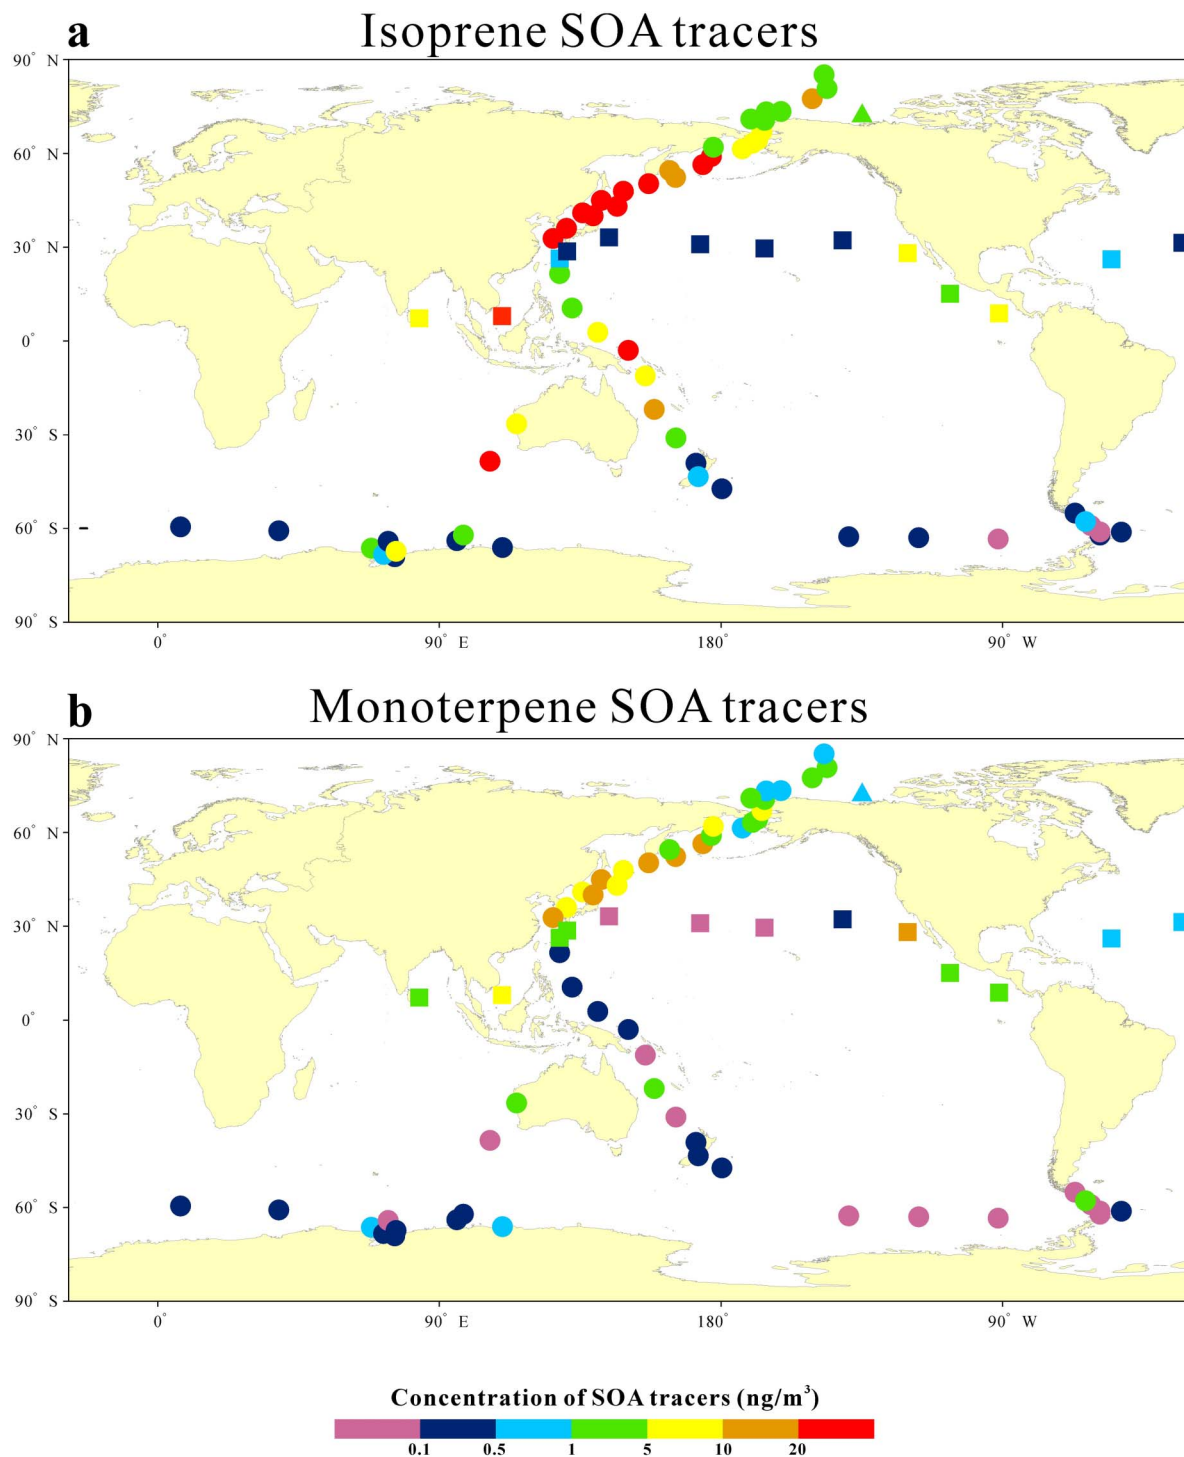 a
Isoprene SOA tracers
90° N
60° N
30° N
0°
30° S
60° S
90° S
0°
90° E
180°
90° W
b
Monoterpene SOA tracers
90° N
60° N
30° N
0°
30° S
60° S
90° S
0°
90° E
180°
90° W
Concentration of SOA tracers (ng/m³)
0.1 0.5 1 5 10 20